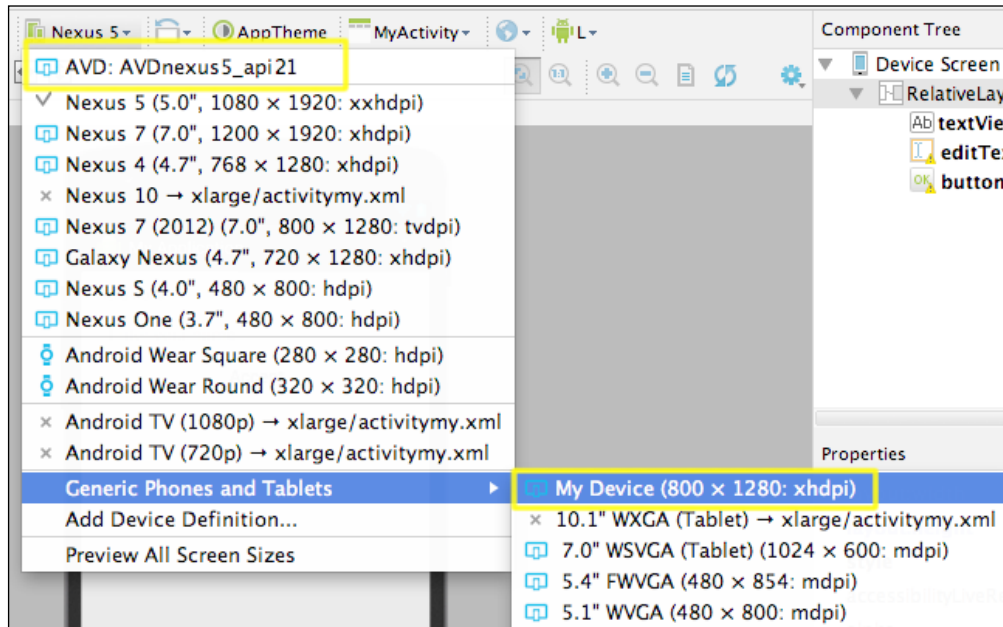 Nexus 5 AppTheme MyActivity L
Component Tree
AVD: AVDnexus5_api21
Device Screen
RelativeLay
Ab textVie
editTe
OK button
Nexus 5 (5.0", 1080 × 1920: xxhdpi)
Nexus 7 (7.0", 1200 × 1920: xhdpi)
Nexus 4 (4.7", 768 × 1280: xhdpi)
× Nexus 10 → xlarge/activitymy.xml
Nexus 7 (2012) (7.0", 800 × 1280: tvdpi)
Galaxy Nexus (4.7", 720 × 1280: xhdpi)
Nexus S (4.0", 480 × 800: hdpi)
Nexus One (3.7", 480 × 800: hdpi)
Android Wear Square (280 × 280: hdpi)
Android Wear Round (320 × 320: hdpi)
× Android TV (1080p) → xlarge/activitymy.xml
× Android TV (720p) → xlarge/activitymy.xml
Generic Phones and Tablets
Add Device Definition...
Preview All Screen Sizes
Properties
My Device (800 × 1280: xhdpi)
× 10.1" WXGA (Tablet) → xlarge/activitymy.xml
7.0" WSVGA (Tablet) (1024 × 600: mdpi)
5.4" FWVGA (480 × 854: mdpi)
5.1" WVGA (480 × 800: mdpi)